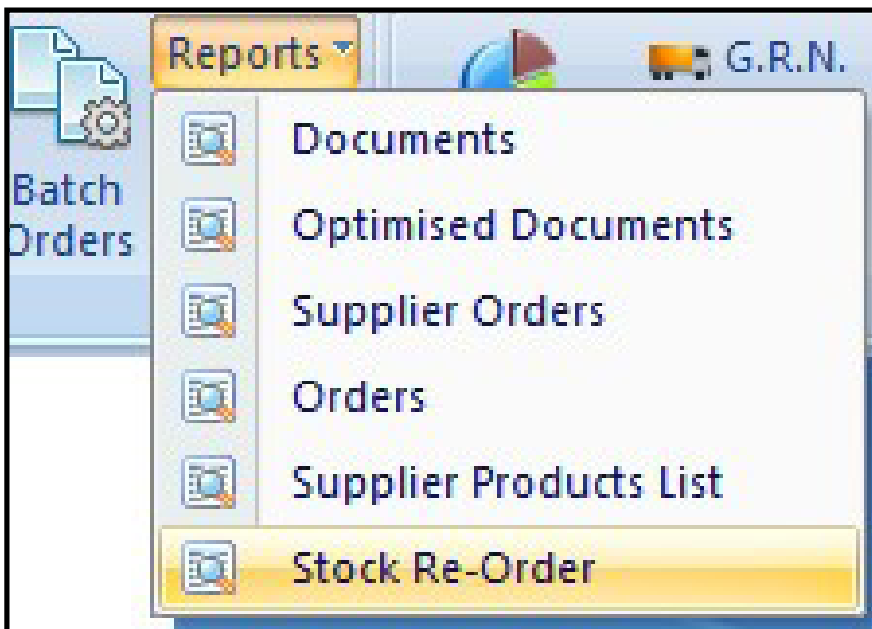 Reports
G.R.N.
Batch
Orders
Documents
Optimised Documents
Supplier Orders
Orders
Supplier Products List
Stock Re-Order